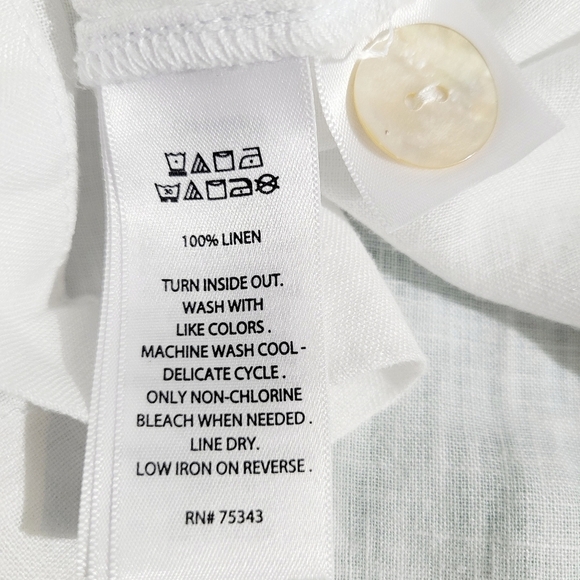 30
100% LINEN
TURN INSIDE OUT.
WASH WITH
LIKE COLORS .
MACHINE WASH COOL -
DELICATE CYCLE .
ONLY NON-CHLORINE
BLEACH WHEN NEEDED .
LINE DRY.
LOW IRON ON REVERSE .
RN# 75343